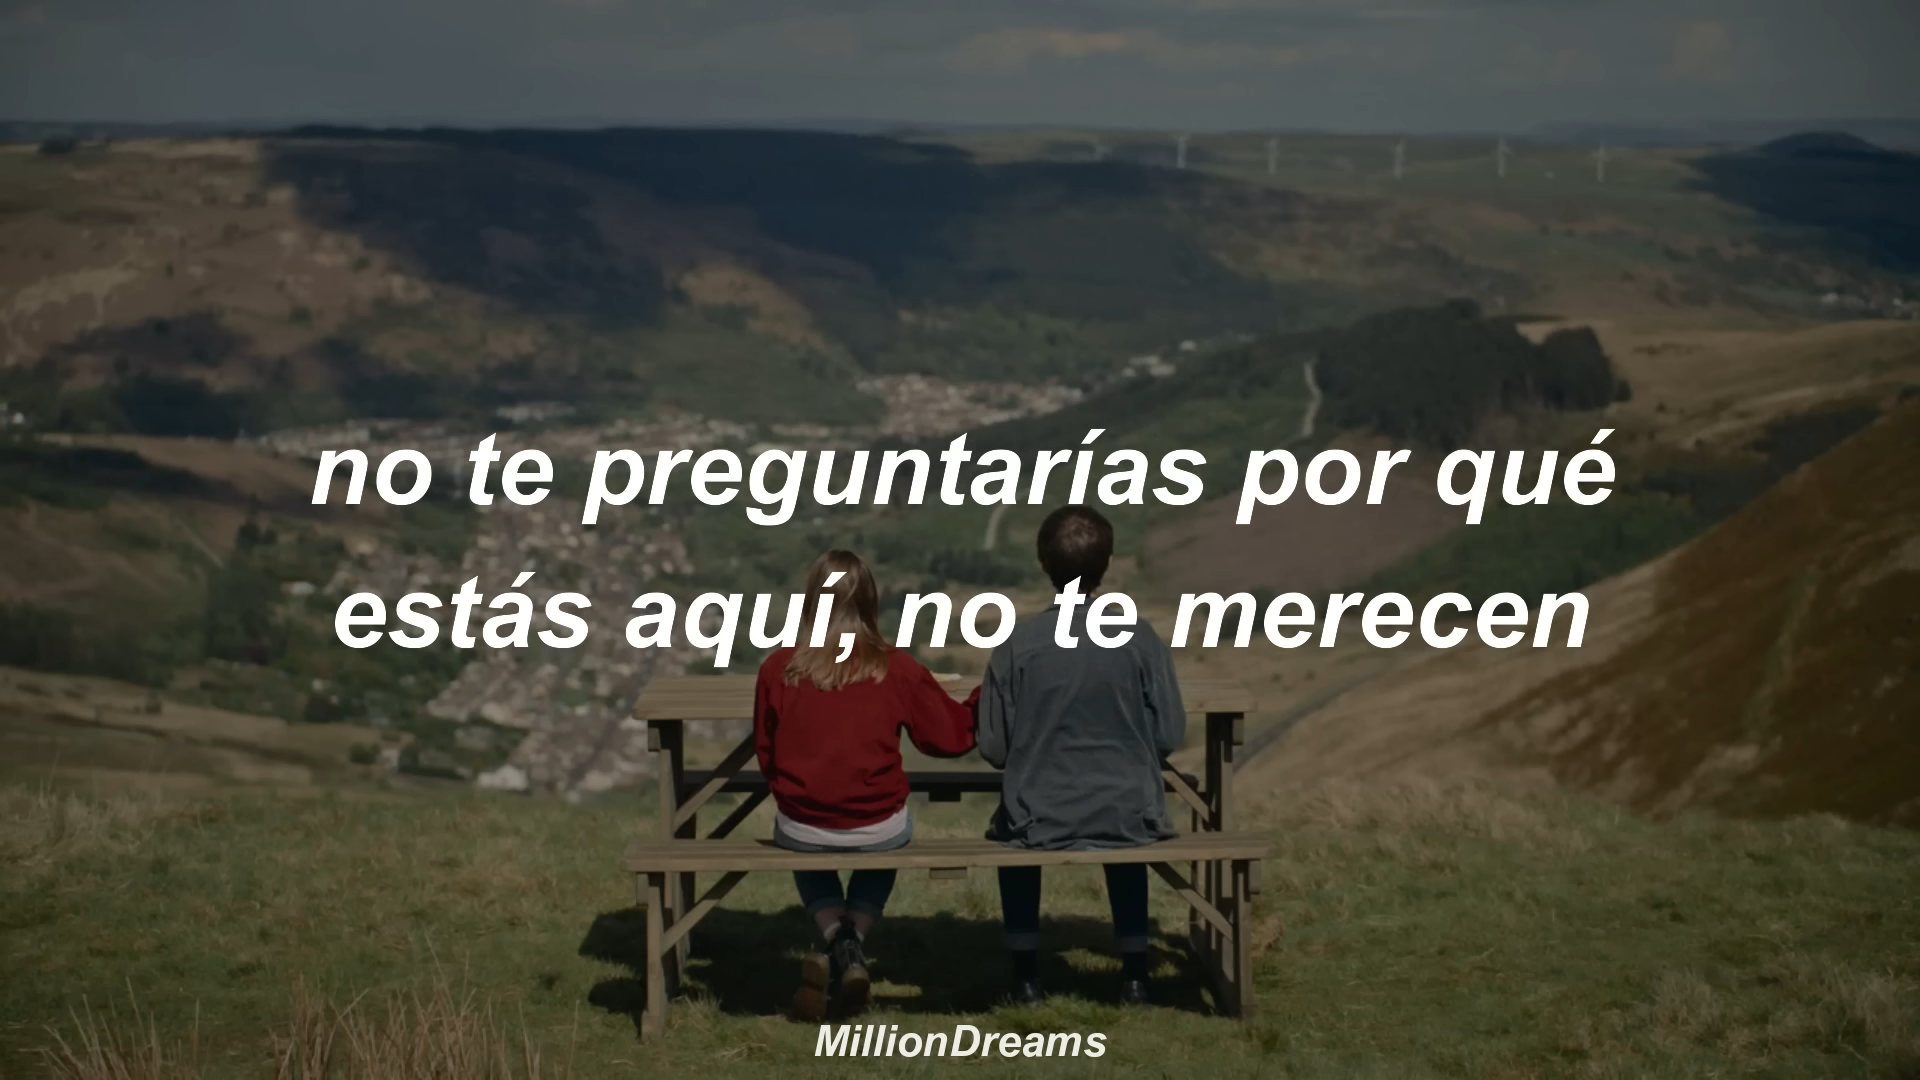 no te preguntarías por qué
estás aquí, no te merecen
MillionDreams